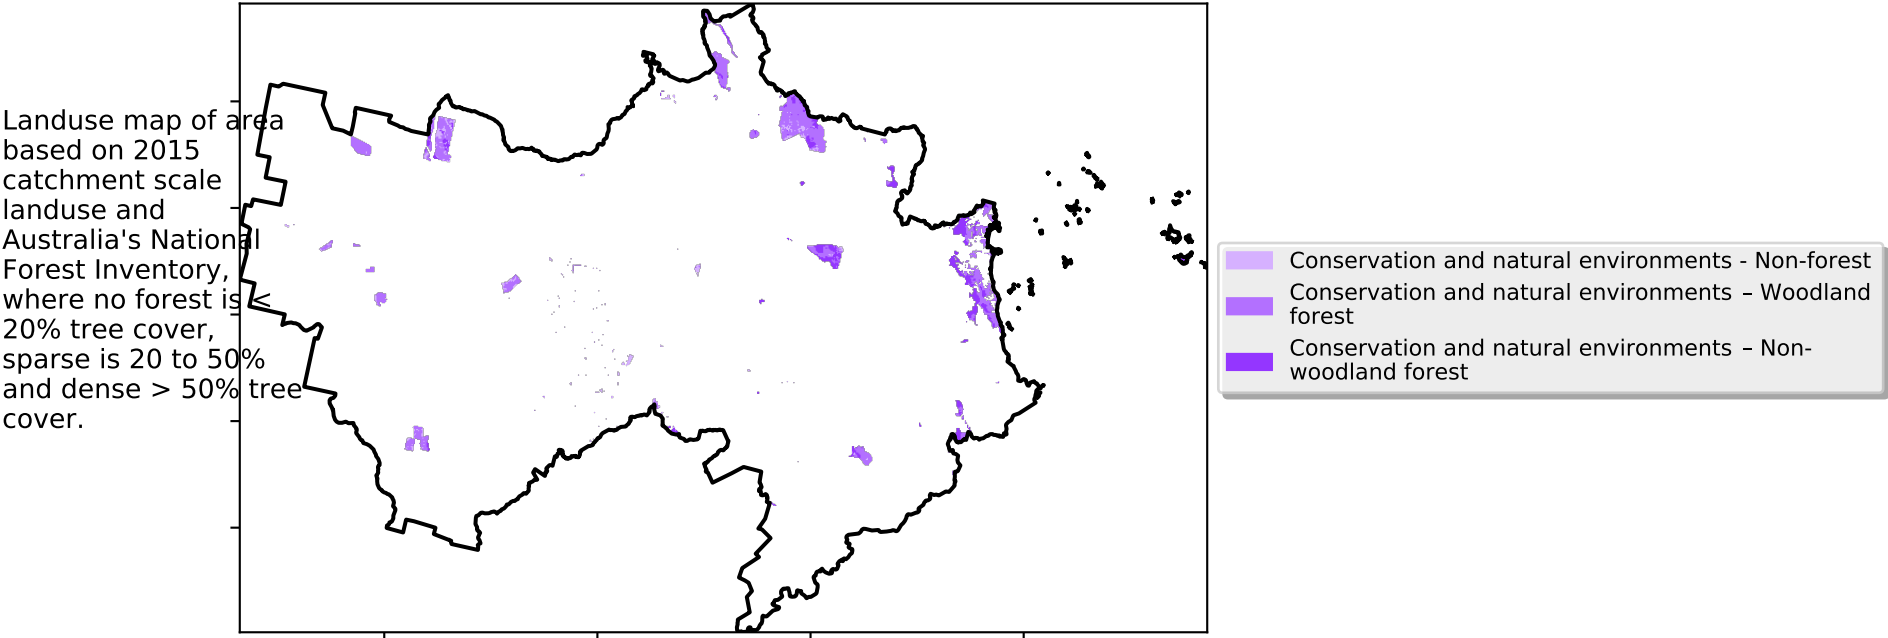 Landuse map of area
based on 2015
catchment scale
landuse and
Australia's National
Forest Inventory,
where no forest is <
20% tree cover,
sparse is 20 to 50%
and dense > 50% tree
cover.
Conservation and natural environments - Non-forest
Conservation and natural environments – Woodland
forest
Conservation and natural environments – Non-
woodland forest